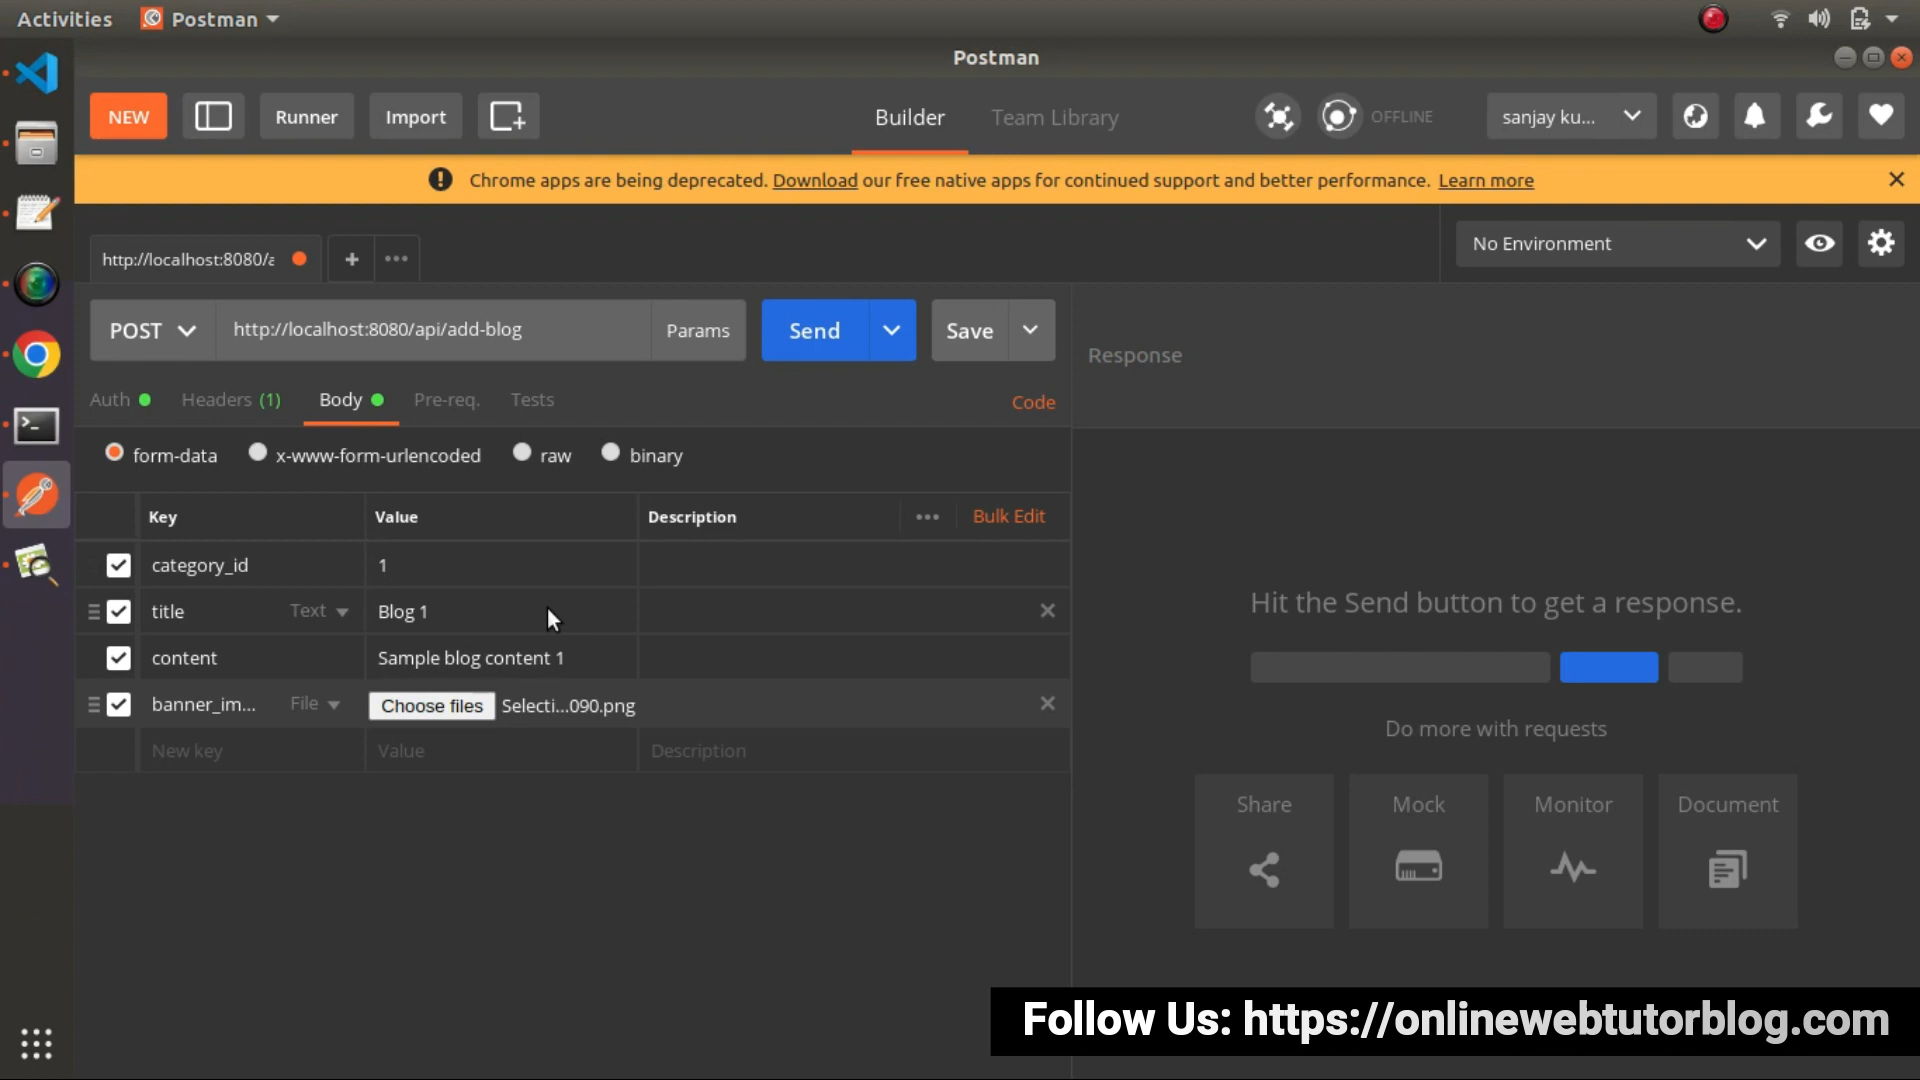 Activities Postman
Postman
NEW Runner Import Builder Team Library OFFLINE sanjay ku...
Chrome apps are being deprecated. Download our free native apps for continued support and better performance. Learn more
http://localhost:8080/a No Environment
POST http://localhost:8080/api/add-blog Params Send Save
Response
Auth Headers (1) Body Pre-req. Tests Code
form-data x-www-form-urlencoded raw binary
Key Value Description Bulk Edit
category_id 1
title Text Blog 1
Hit the Send button to get a response.
content Sample blog content 1
banner_im... File Choose files Selecti...090.png
Do more with requests
New key Value Description
Share Mock Monitor Document
Follow Us: https://onlinewebtutorblog.com